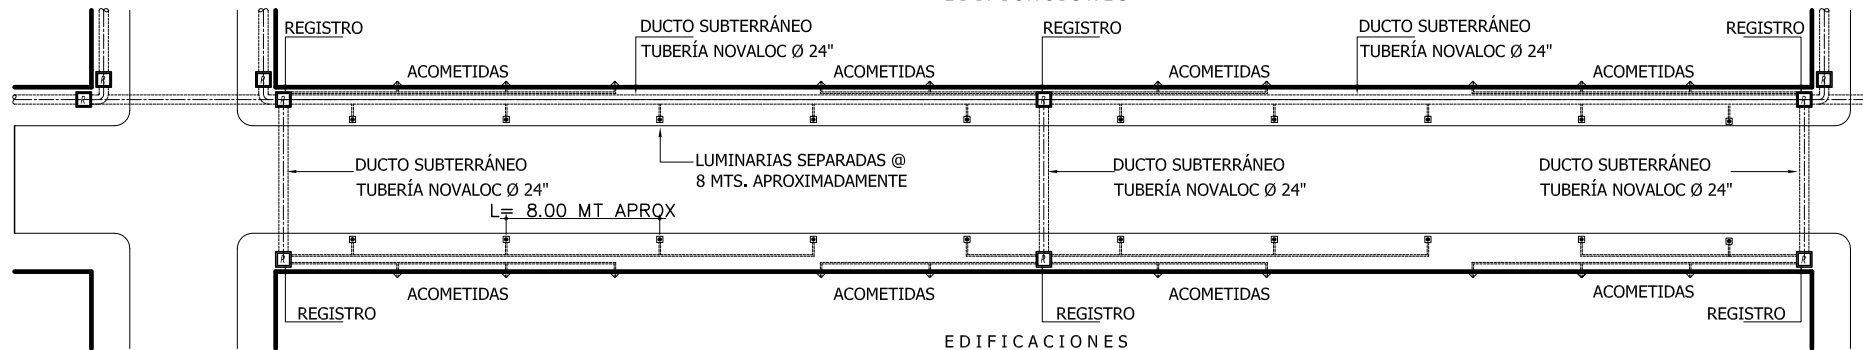 REGISTRO
DUCTO SUBTERRÁNEO
TUBERÍA NOVALOC Ø 24"
REGISTRO
DUCTO SUBTERRÁNEO
TUBERÍA NOVALOC Ø 24"
REGISTRO
ACOMETIDAS
ACOMETIDAS
ACOMETIDAS
ACOMETIDAS
R
R
R
R
R
R
R
DUCTO SUBTERRÁNEO
TUBERÍA NOVALOC Ø 24"
LUMINARIAS SEPARADAS @
8 MTS. APROXIMADAMENTE
DUCTO SUBTERRÁNEO
TUBERÍA NOVALOC Ø 24"
DUCTO SUBTERRÁNEO
TUBERÍA NOVALOC Ø 24"
L= 8.00 MT APROX
R
R
R
ACOMETIDAS
ACOMETIDAS
ACOMETIDAS
ACOMETIDAS
REGISTRO
REGISTRO
REGISTRO
EDIFICACIONES